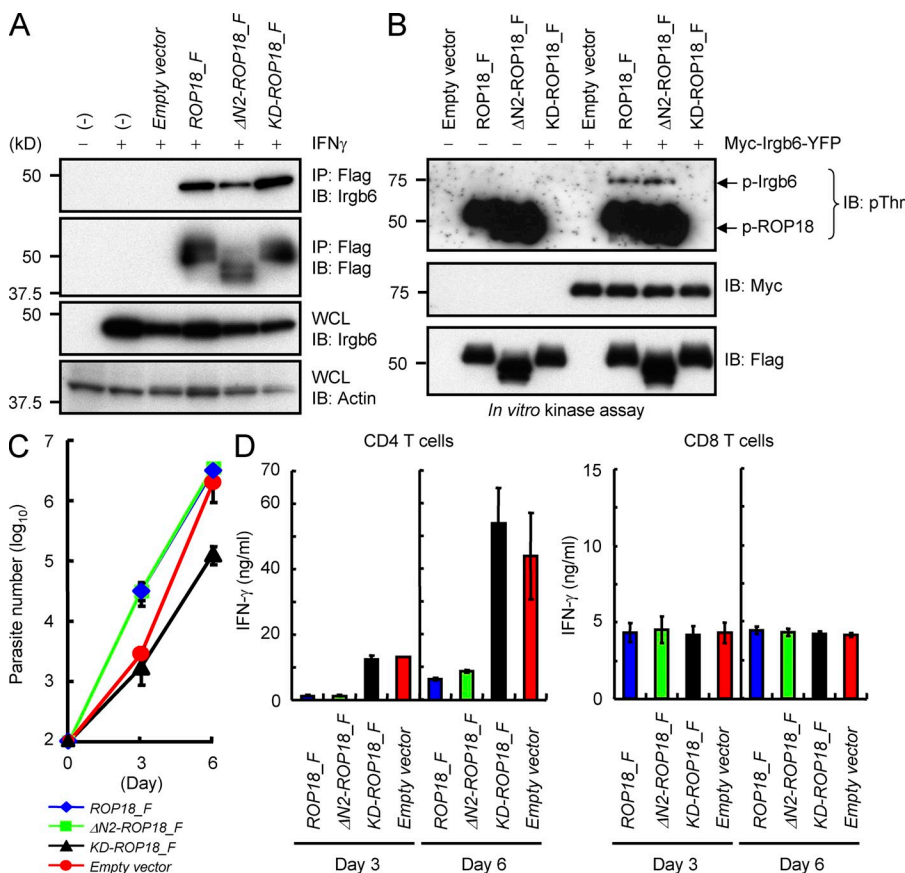 A
(-)
(-)
Empty vector
ROP18_F
ΔN2-ROP18_F
KD-ROP18_F
(kD)
– + + + + + IFNγ
50
IP: Flag
IB: Irgb6
50
37.5
IP: Flag
IB: Flag
50
WCL
IB: Irgb6
37.5
WCL
IB: Actin
B
Empty vector
ROP18_F
ΔN2-ROP18_F
KD-ROP18_F
Empty vector
ROP18_F
ΔN2-ROP18_F
KD-ROP18_F
– – – – + + + + Myc-Irgb6-YFP
75
50
p-Irgb6
p-ROP18
IB: pThr
75
IB: Myc
50
IB: Flag
In vitro kinase assay
C
Parasite number (log10)
7
6
5
4
3
2
0 3 6
(Day)
ROP18_F
ΔN2-ROP18_F
KD-ROP18_F
Empty vector
D
CD4 T cells
IFN-γ (ng/ml)
70
60
40
20
0
ROP18_F
ΔN2-ROP18_F
KD-ROP18_F
Empty vector
ROP18_F
ΔN2-ROP18_F
KD-ROP18_F
Empty vector
Day 3 Day 6
CD8 T cells
IFN-γ (ng/ml)
15
10
5
0
ROP18_F
ΔN2-ROP18_F
KD-ROP18_F
Empty vector
ROP18_F
ΔN2-ROP18_F
KD-ROP18_F
Empty vector
Day 3 Day 6